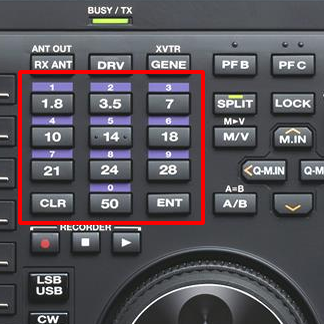 BUSY / TX
ANT OUT XVTR
RX ANT DRV GENE PF B PF C
1 2 3
1.8 3.5 7 SPLIT LOCK
4 5 6 M►V
10 · 14 · 18 M/V M.IN
7 8 9
21 24 28 Q-M.IN Q-M
0 A=B
CLR 50 ENT A/B
RECORDER
LSB
USB
CW